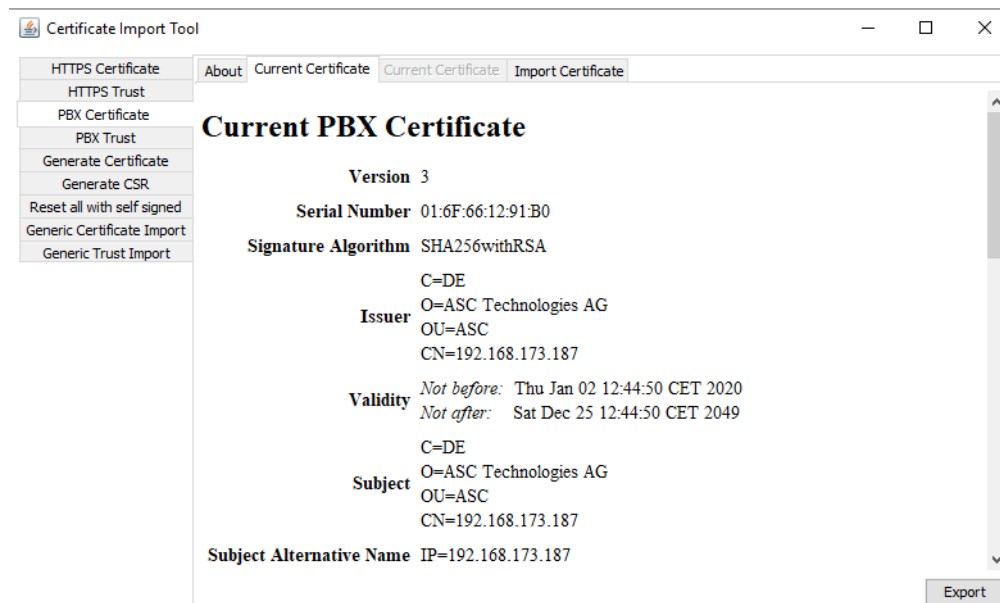 Certificate Import Tool
HTTPS Certificate
HTTPS Trust
PBX Certificate
PBX Trust
Generate Certificate
Generate CSR
Reset all with self signed
Generic Certificate Import
Generic Trust Import
About Current Certificate Current Certificate Import Certificate
Current PBX Certificate
Version 3
Serial Number 01:6F:66:12:91:B0
Signature Algorithm SHA256withRSA
Issuer
C=DE
O=ASC Technologies AG
OU=ASC
CN=192.168.173.187
Validity
Not before: Thu Jan 02 12:44:50 CET 2020
Not after: Sat Dec 25 12:44:50 CET 2049
Subject
C=DE
O=ASC Technologies AG
OU=ASC
CN=192.168.173.187
Subject Alternative Name IP=192.168.173.187
Export